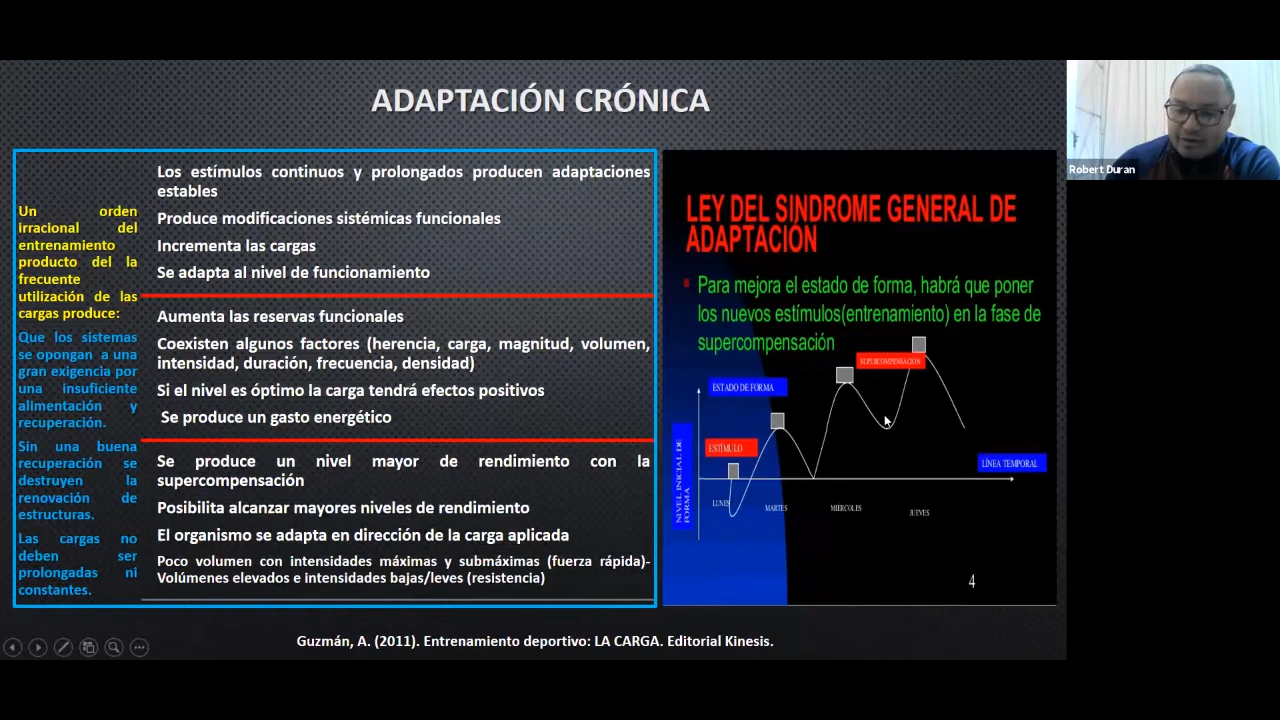 ADAPTACIÓN CRÓNICA
Un orden
irracional del
entrenamiento
producto del la
frecuente
utilización de las
cargas produce:
Que los sistemas
se opongan a una
gran exigencia por
una insuficiente
alimentación y
recuperación.
Sin una buena
recuperación se
destruyen la
renovación de
estructuras.
Las cargas no
deben ser
prolongadas ni
constantes.
Los estímulos continuos y prolongados producen adaptaciones
estables
Produce modificaciones sistémicas funcionales
Incrementa las cargas
Se adapta al nivel de funcionamiento
Aumenta las reservas funcionales
Coexisten algunos factores (herencia, carga, magnitud, volumen,
intensidad, duración, frecuencia, densidad)
Si el nivel es óptimo la carga tendrá efectos positivos
Se produce un gasto energético
Se produce un nivel mayor de rendimiento con la
supercompensación
Posibilita alcanzar mayores niveles de rendimiento
El organismo se adapta en dirección de la carga aplicada
Poco volumen con intensidades máximas y submáximas (fuerza rápida)-
Volúmenes elevados e intensidades bajas/leves (resistencia)
LEY DEL SINDROME GENERAL DE
ADAPTACIÓN
Para mejora el estado de forma, habrá que poner
los nuevos estímulos(entrenamiento) en la fase de
supercompensación
SUPERCOMPENSACIÓN
ESTADO DE FORMA
ESTÍMULO
NIVEL INICIAL DE
FORMA
LÍNEA TEMPORAL
LUNES
MARTES
MIÉRCOLES
JUEVES
4
Guzmán, A. (2011). Entrenamiento deportivo: LA CARGA. Editorial Kinesis.
Robert Duran